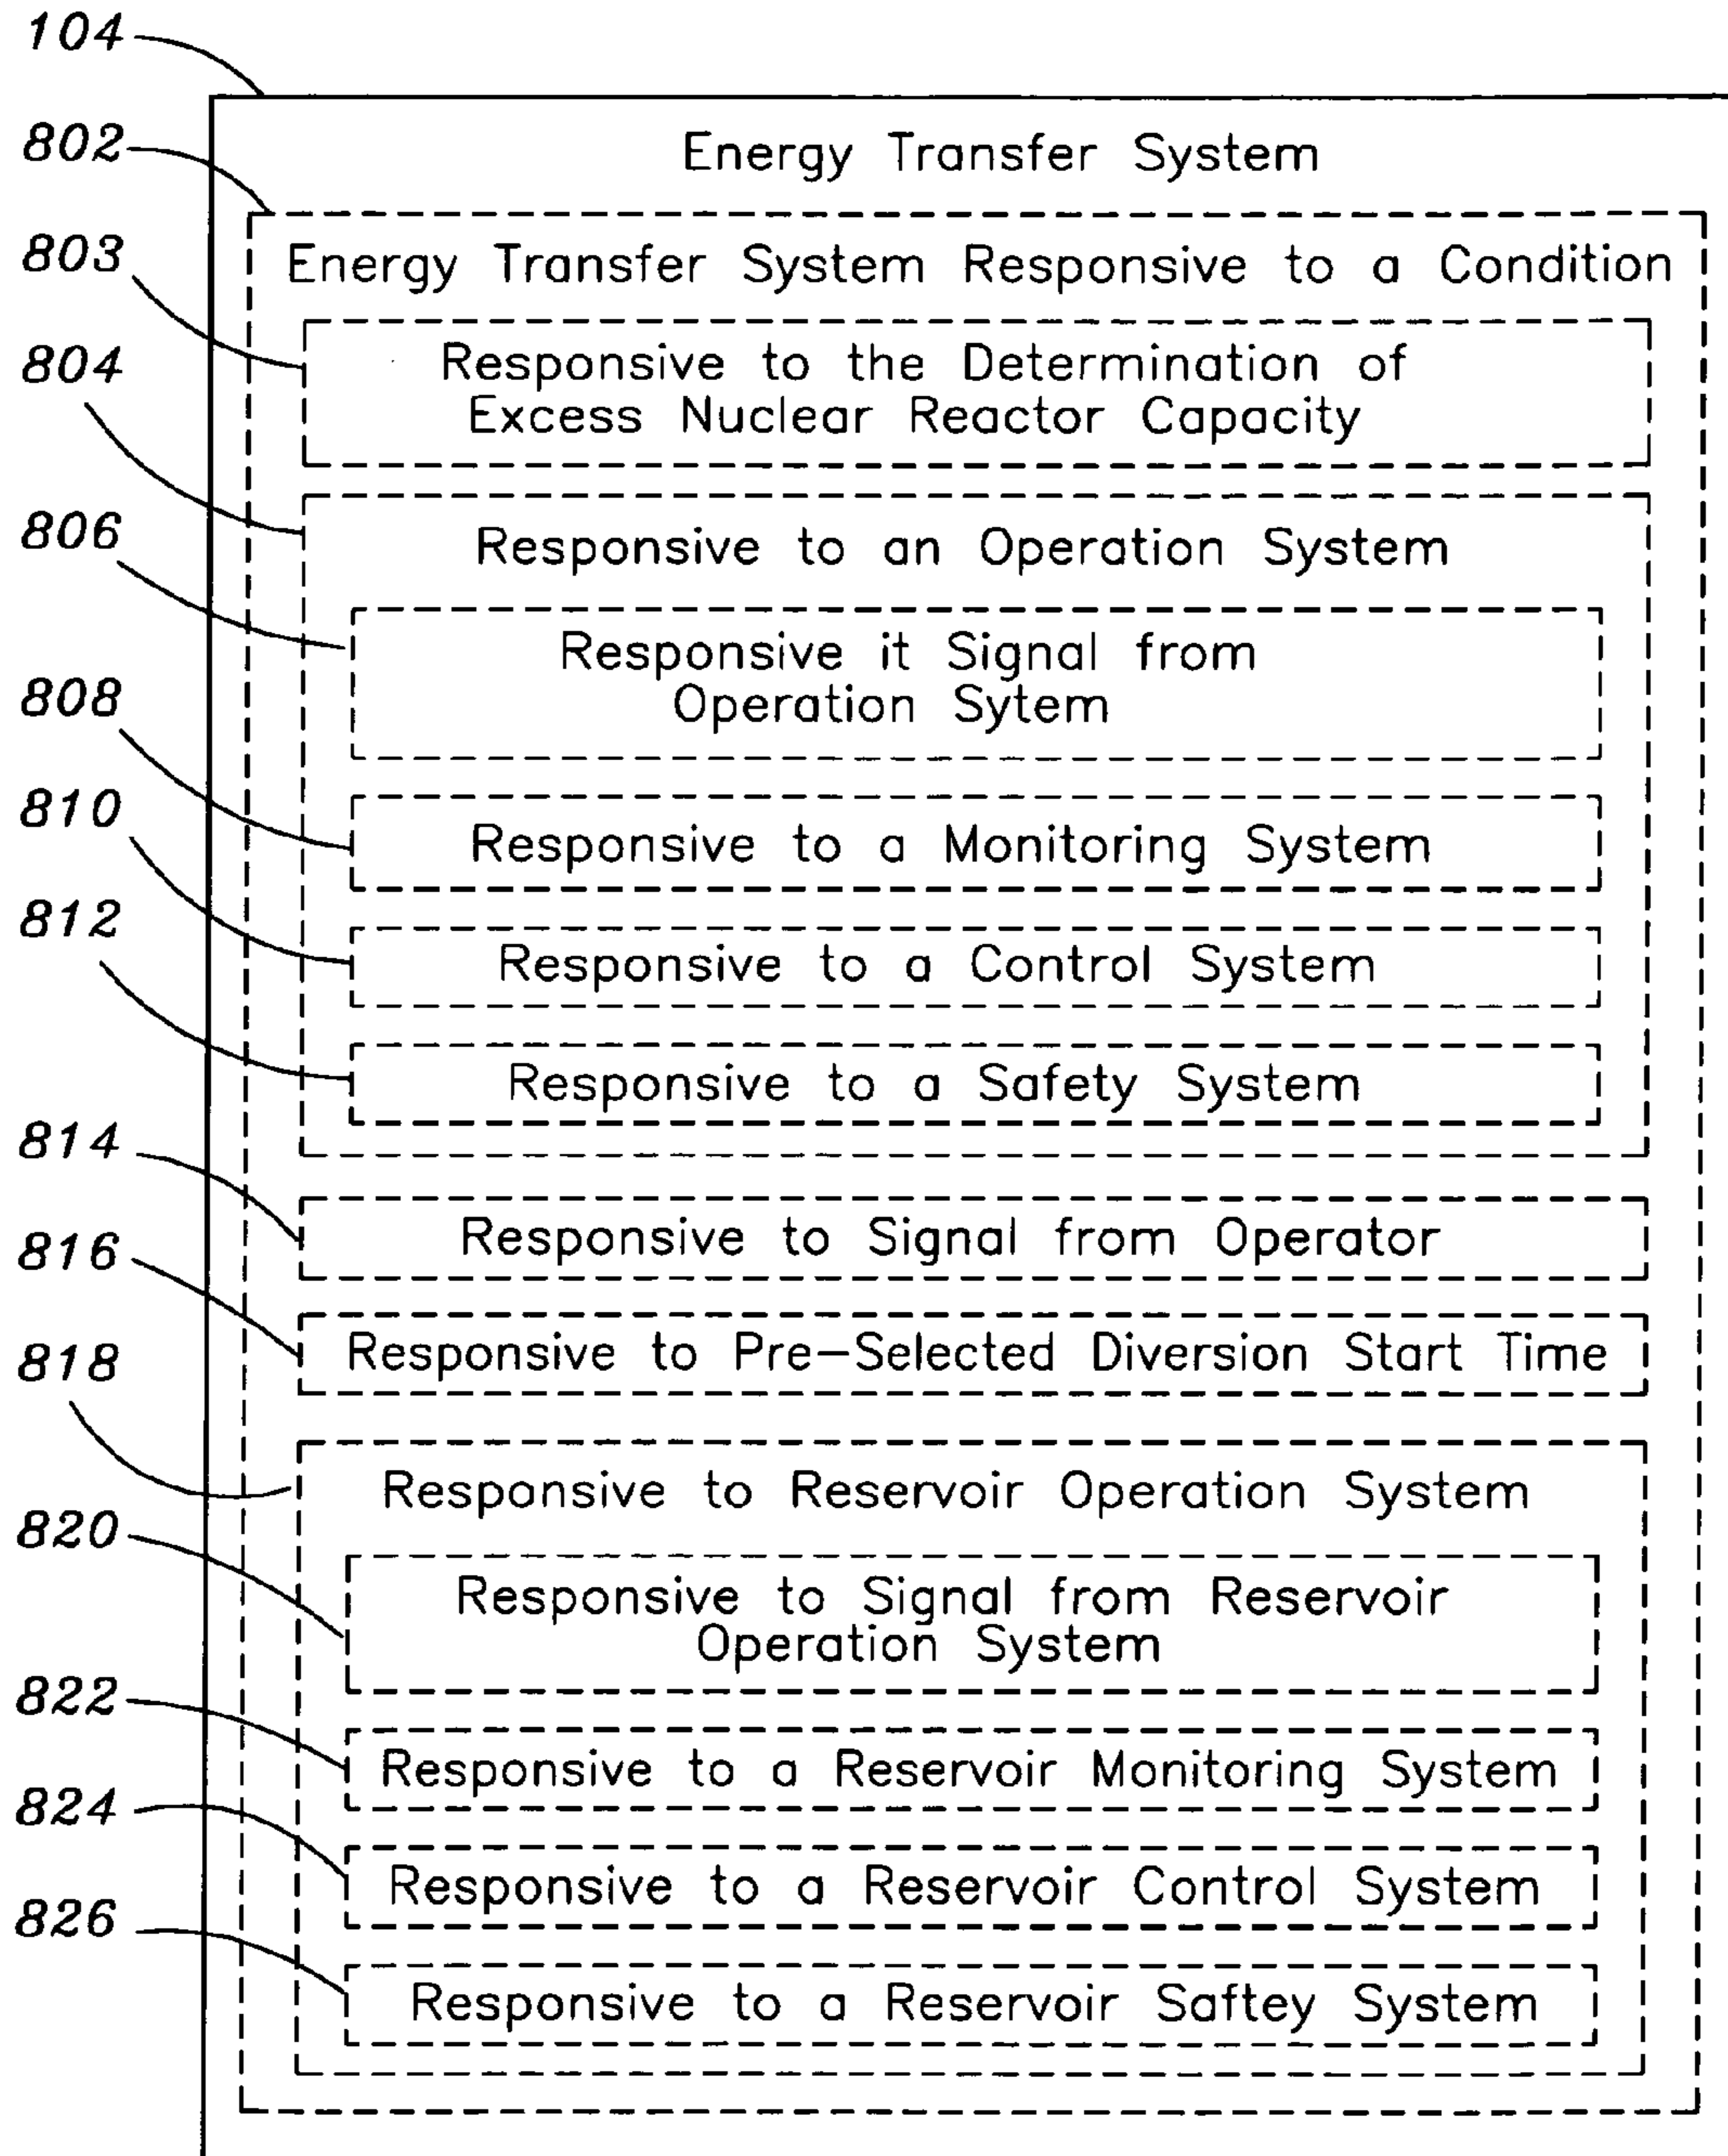 104
Energy Transfer System
802
Energy Transfer System Responsive to a Condition
803
Responsive to the Determination of
Excess Nuclear Reactor Capacity
804
Responsive to an Operation System
806
Responsive it Signal from
Operation Sytem
808
Responsive to a Monitoring System
810
Responsive to a Control System
812
Responsive to a Safety System
814
Responsive to Signal from Operator
816
Responsive to Pre-Selected Diversion Start Time
818
Responsive to Reservoir Operation System
820
Responsive to Signal from Reservoir
Operation System
822
Responsive to a Reservoir Monitoring System
824
Responsive to a Reservoir Control System
826
Responsive to a Reservoir Saftey System